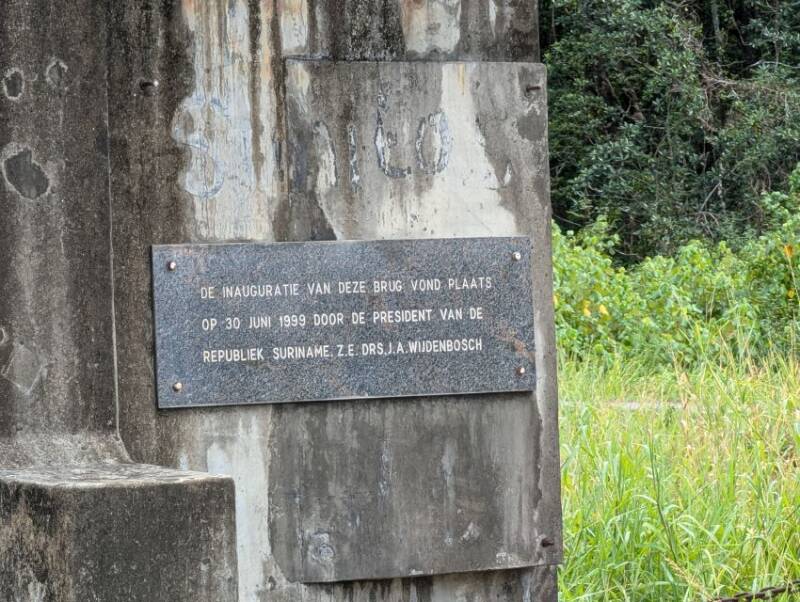 DE INAUGURATIE VAN DEZE BRUG VOND PLAATS
OP 30 JUNI 1999 DOOR DE PRESIDENT VAN DE
REPUBLIEK SURINAME. Z.E. DRS. J.A. WIJDENBOSCH